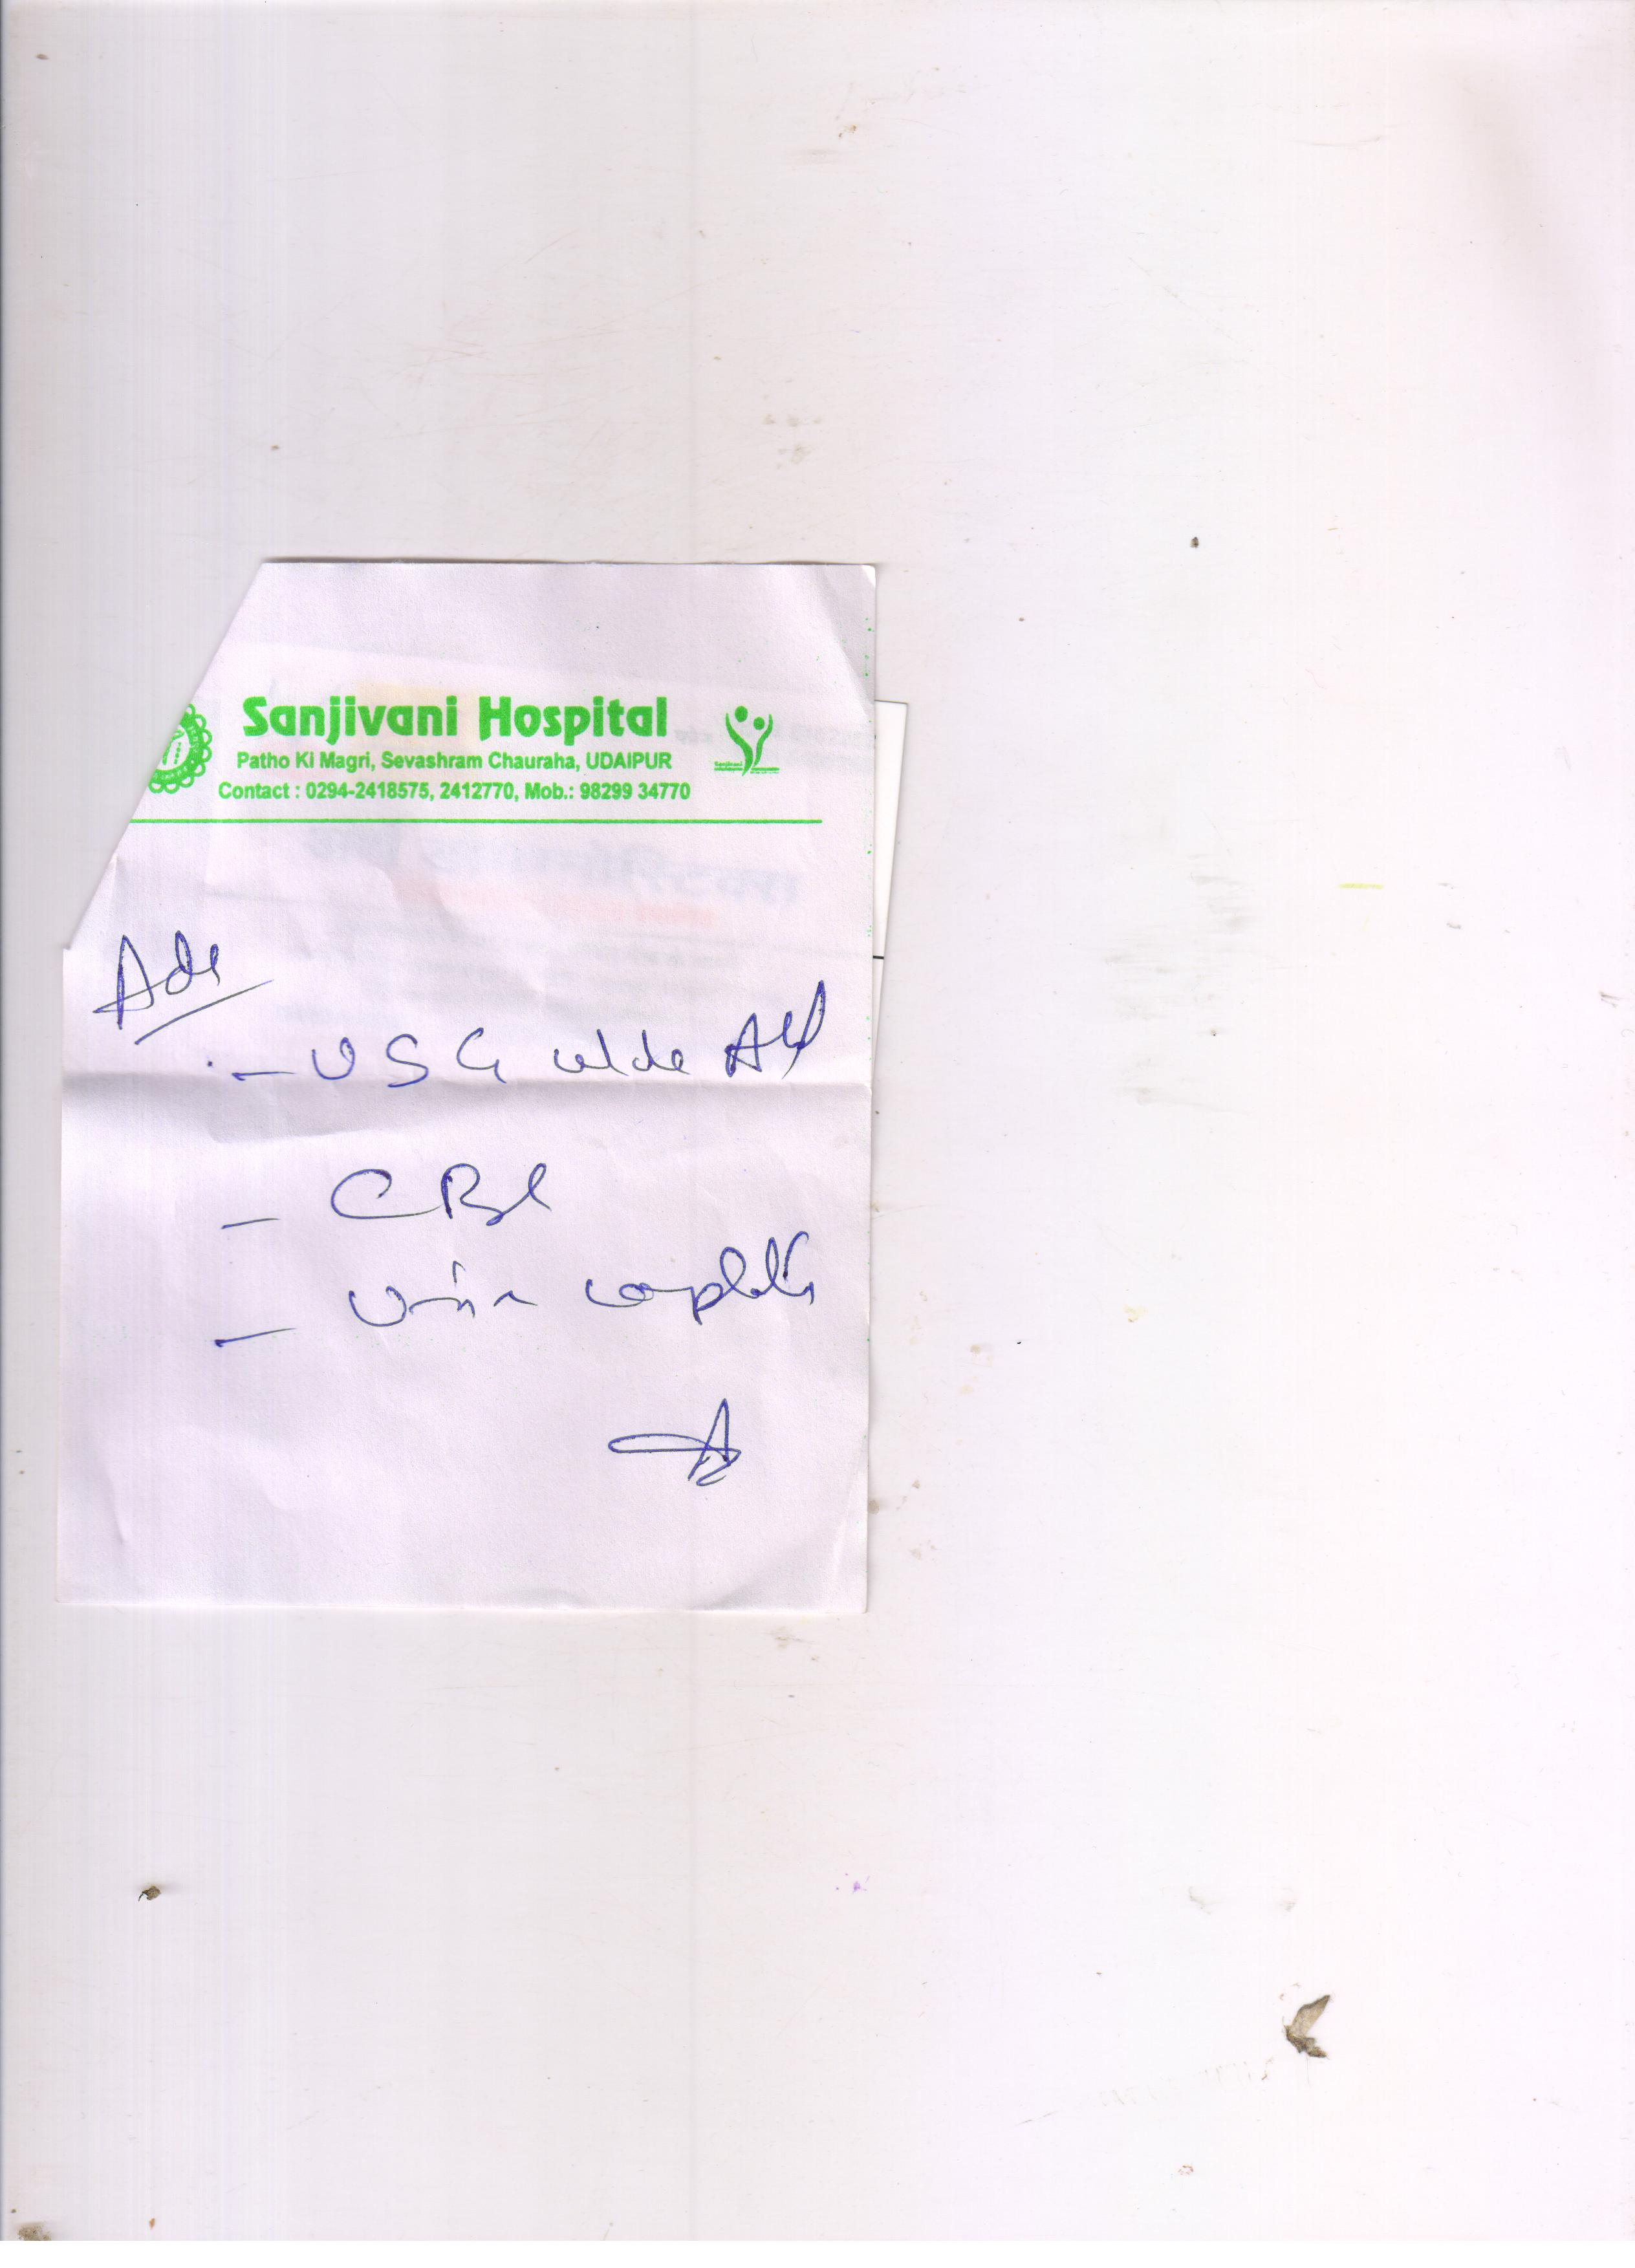 Sanjivani Hospital
Patho Ki Magri, Sevashram Chauraha, UDAIPUR
Contact : 0294-2418575, 2412770, Mob.: 98299 34770
Adv
- USG whole Abd
- CBC
- Urine complete